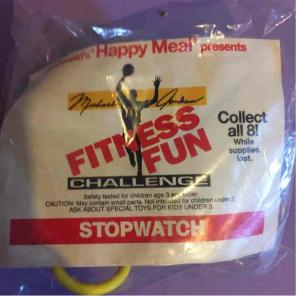 "Happy Meal" presents
Michael Jordan
FITNESS
FUN
CHALLENGE
Collect
all 8!
While
supplies
last.
Safety tested for children age 3 and older.
CAUTION: May contain small parts. Not intended for children under 3.
ASK ABOUT SPECIAL TOYS FOR KIDS UNDER 3.
STOPWATCH